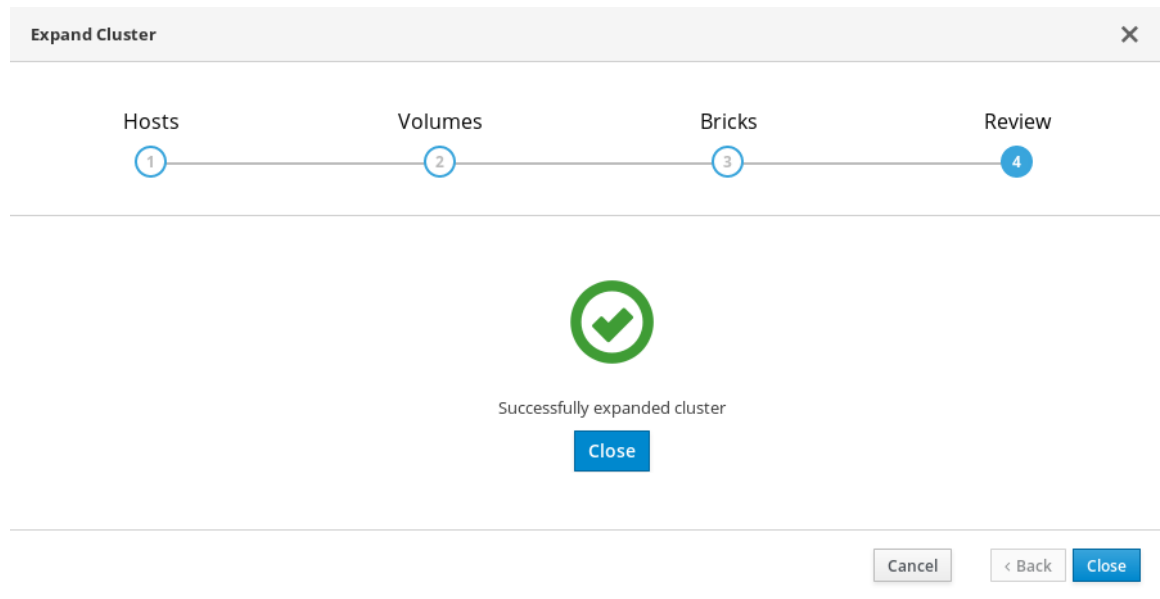 Expand Cluster
Hosts Volumes Bricks Review
1 2 3 4
Successfully expanded cluster
Close
Cancel < Back Close